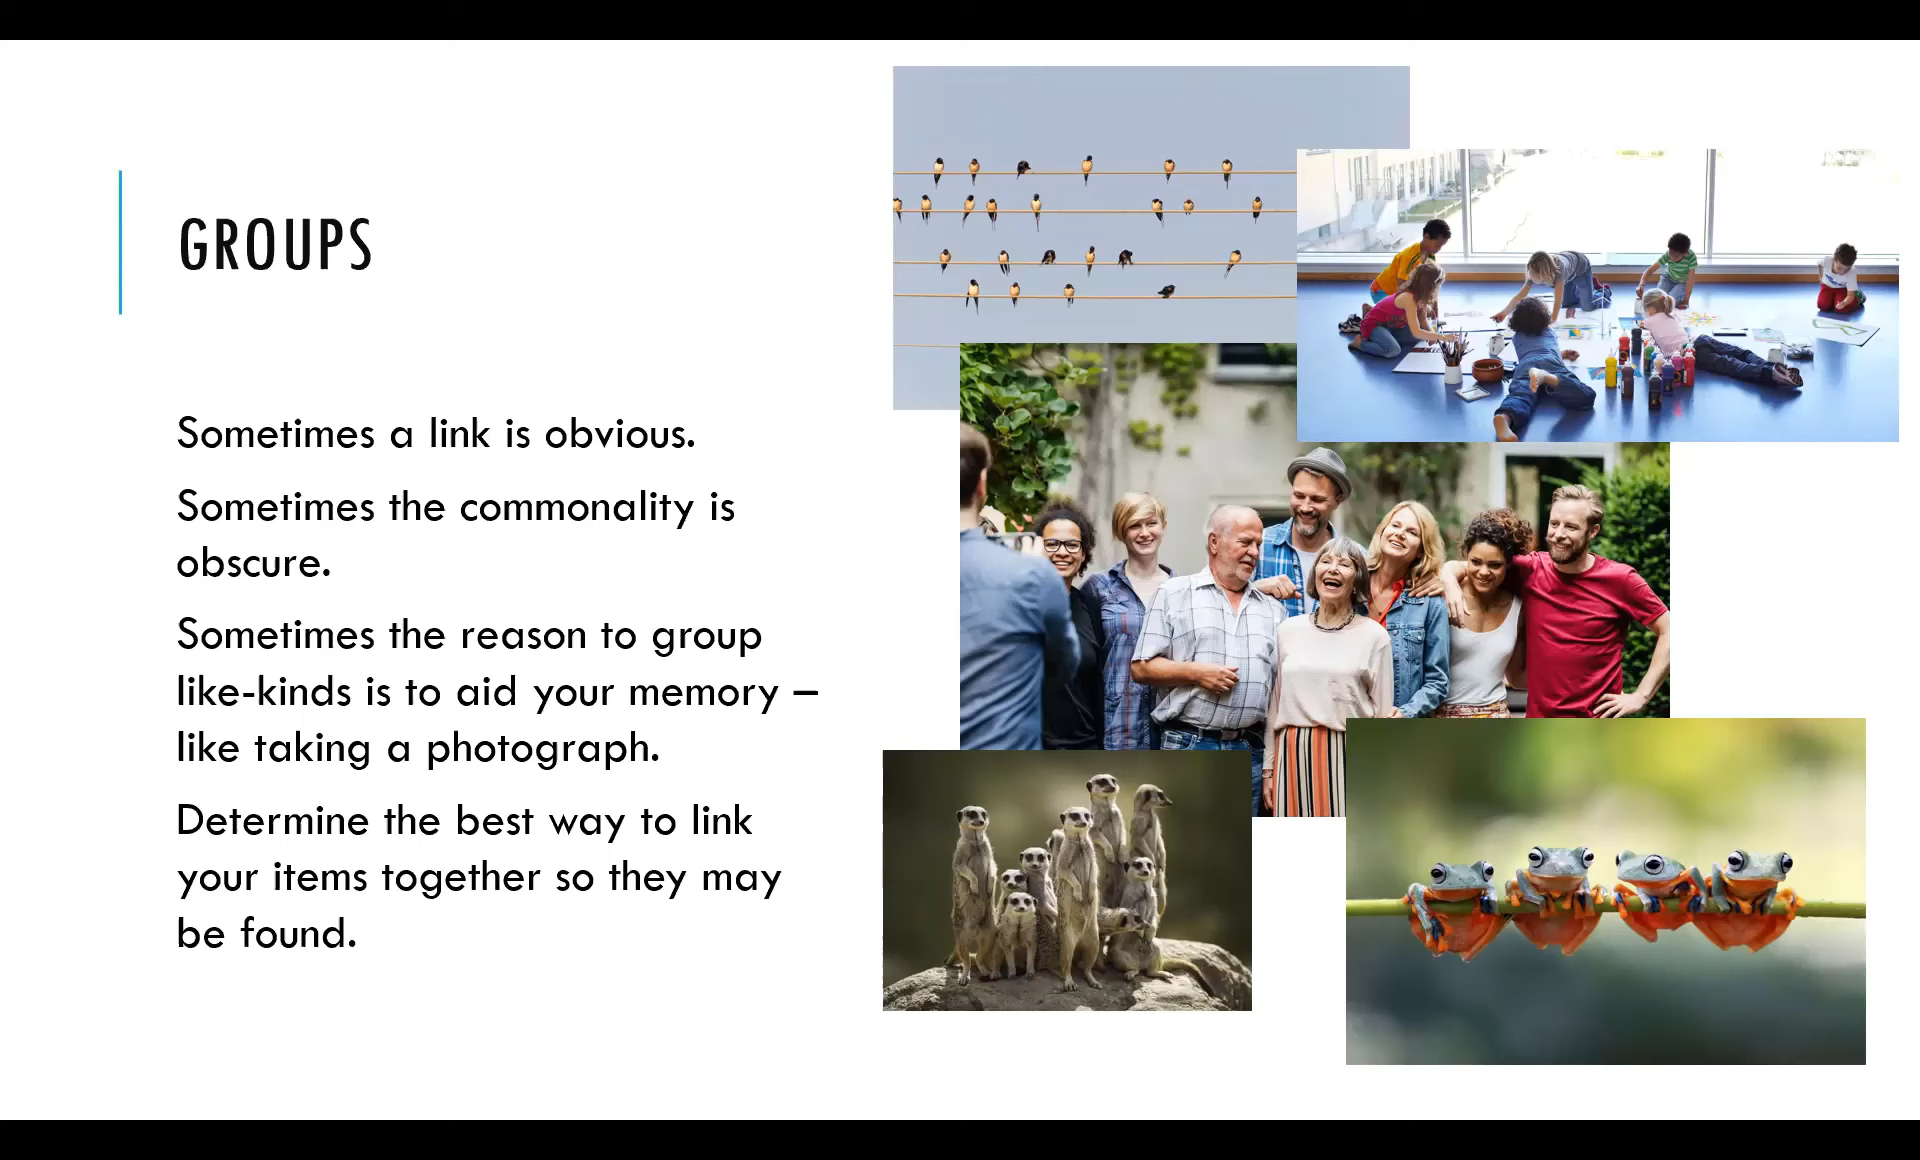 GROUPS
Sometimes a link is obvious.
Sometimes the commonality is
obscure.
Sometimes the reason to group
like-kinds is to aid your memory –
like taking a photograph.
Determine the best way to link
your items together so they may
be found.